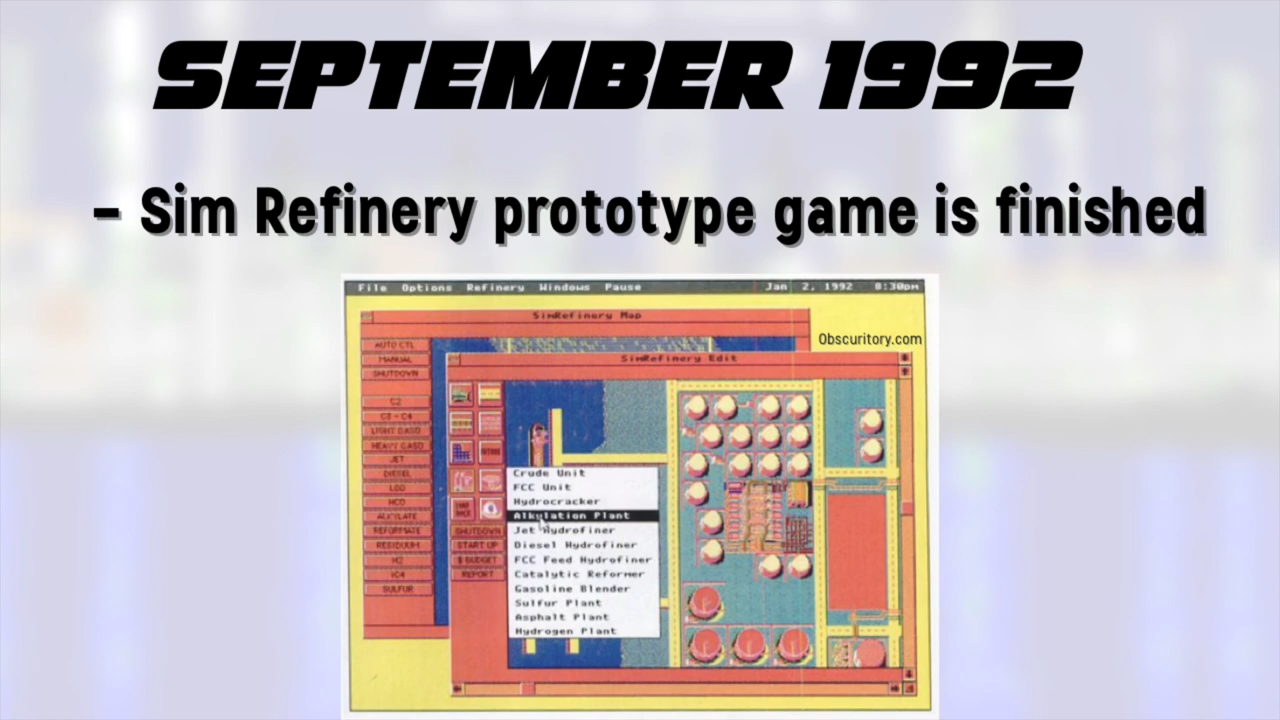 SEPTEMBER 1992
- Sim Refinery prototype game is finished
File Options Refinery Windows Pause Jan 2, 1992 8:30pm
SimRefinery Map
Obscuritory.com
SimRefinery Edit
AUTO CTL
MANUAL
SHUTDOWN
C2
C3 - C4
LIGHT GASO
HEAVY GASO
JET
DIESEL
LGO
HCO
ALKYLATE
REFORMATE
RESIDUUM
H2
IC4
SULFUR
SHUTDOWN
START UP
$ BUDGET
REPORT
Crude Unit
FCC Unit
Hydrocracker
Alkylation Plant
Jet Hydrofiner
Diesel Hydrofiner
FCC Feed Hydrofiner
Catalytic Reformer
Gasoline Blender
Sulfur Plant
Asphalt Plant
Hydrogen Plant